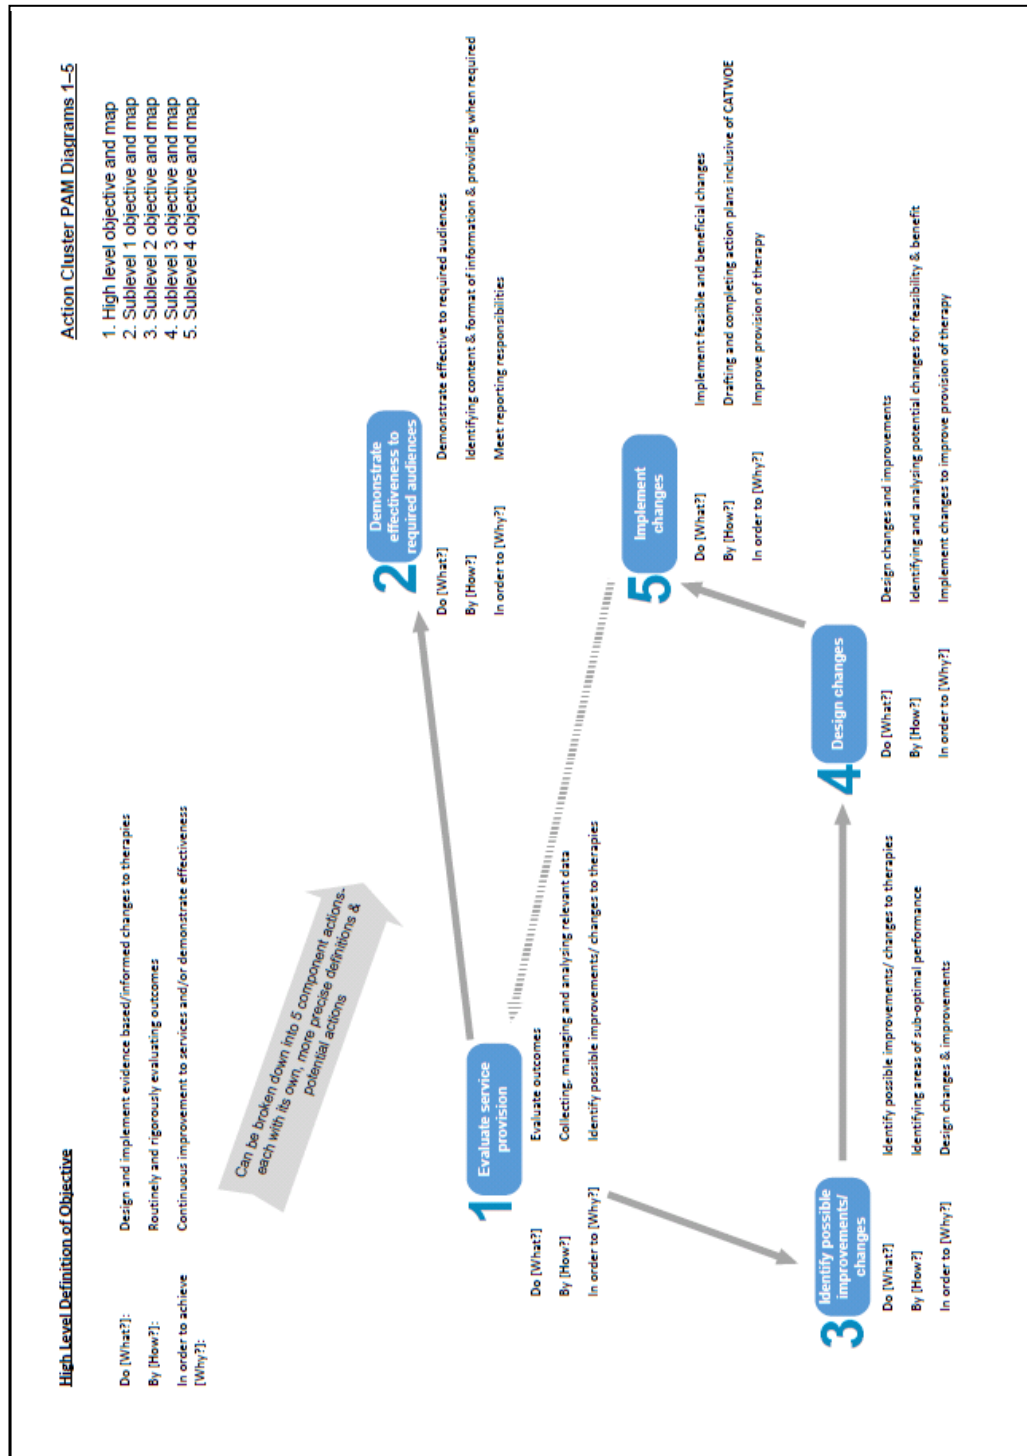 High Level Definition of Objective
Do [What?]: Design and implement evidence based/informed changes to therapies
By [How?]: Routinely and rigorously evaluating outcomes
In order to achieve Continuous improvement to services and/or demonstrate effectiveness
[Why?]:
Action Cluster PAM Diagrams 1–5
1. High level objective and map
2. Sublevel 1 objective and map
3. Sublevel 2 objective and map
4. Sublevel 3 objective and map
5. Sublevel 4 objective and map
Can be broken down into 5 component actions-
each with its own, more precise definitions &
potential actions
1
Evaluate service
provision
Do [What?] Evaluate outcomes
By [How?] Collecting, managing and analysing relevant data
In order to [Why?] Identify possible improvements/ changes to therapies
2
Demonstrate
effectiveness to
required audiences
Do [What?] Demonstrate effective to required audiences
By [How?] Identifying content & format of information & providing when required
In order to [Why?] Meet reporting responsibilities
3
Identify possible
improvements/
changes
Do [What?] Identify possible improvements/ changes to therapies
By [How?] Identifying areas of sub-optimal performance
In order to [Why?] Design changes & improvements
4
Design changes
Do [What?] Design changes and improvements
By [How?] Identifying and analysing potential changes for feasibility & benefit
In order to [Why?] Implement changes to improve provision of therapy
5
Implement
changes
Do [What?] Implement feasible and beneficial changes
By [How?] Drafting and completing action plans inclusive of CATWOE
In order to [Why?] Improve provision of therapy